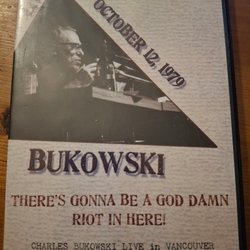 OCTOBER 12, 1979
BUKOWSKI
THERE'S GONNA BE A GOD DAMN
RIOT IN HERE!
CHARLES BUKOWSKI LIVE in VANCOUVER